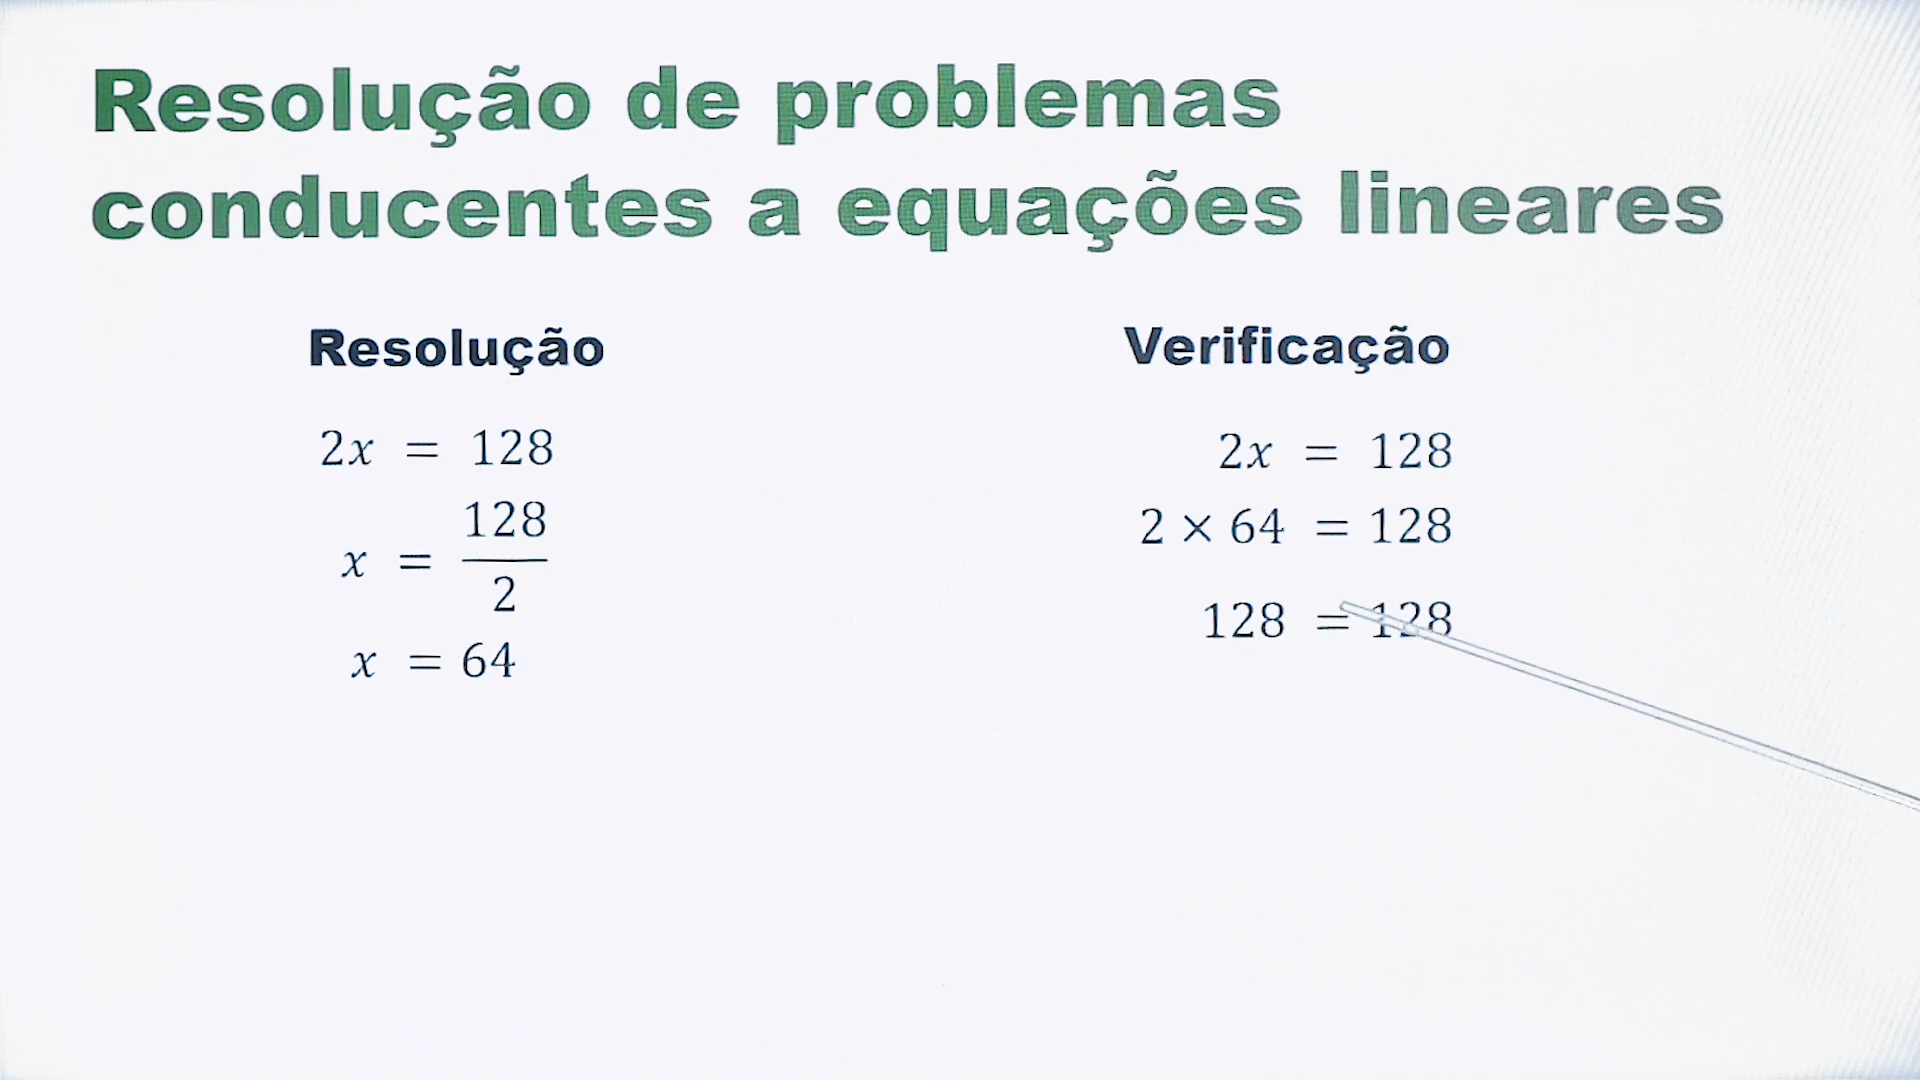 Resolução de problemas
conducentes a equações lineares
Resolução
2x = 128
x = 128/2
x = 64
Verificação
2x = 128
2 × 64 = 128
128 = 128